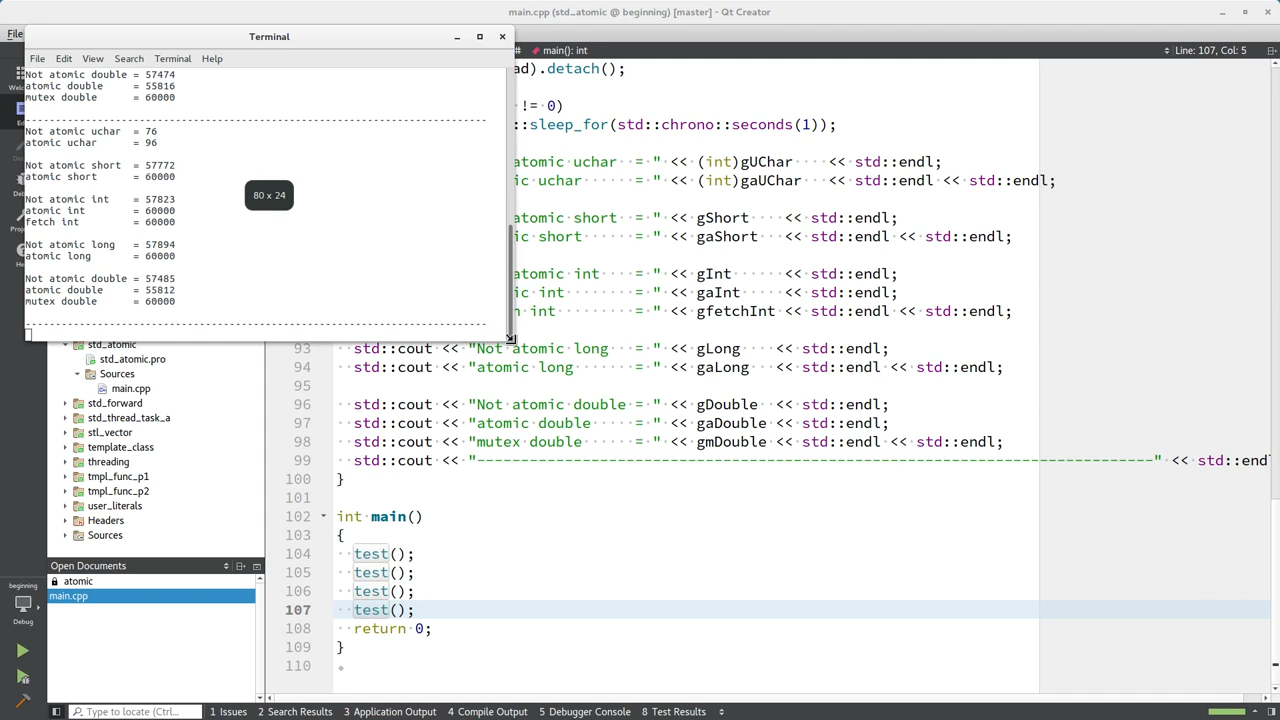 main.cpp (std_atomic @ beginning) [master] - Qt Creator
File
Terminal
File Edit View Search Terminal Help
Not atomic double = 57474
atomic double = 55816
mutex double = 60000
--------------------------------------------------------------------------------
Not atomic uchar = 76
atomic uchar = 96
Not atomic short = 57772
atomic short = 60000
Not atomic int = 57823
atomic int = 60000
fetch int = 60000
Not atomic long = 57894
atomic long = 60000
Not atomic double = 57485
atomic double = 55812
mutex double = 60000
--------------------------------------------------------------------------------
80 x 24
# main(): int
Line: 107, Col: 5
ad).detach();
!= 0)
::sleep_for(std::chrono::seconds(1));
atomic uchar = " << (int)gUChar << std::endl;
ic uchar = " << (int)gaUChar << std::endl << std::endl;
atomic short = " << gShort << std::endl;
ic short = " << gaShort << std::endl << std::endl;
atomic int = " << gInt << std::endl;
ic int = " << gaInt << std::endl;
h int = " << gfetchInt << std::endl << std::endl;
93 std::cout << "Not atomic long = " << gLong << std::endl;
94 std::cout << "atomic long = " << gaLong << std::endl << std::endl;
95
96 std::cout << "Not atomic double = " << gDouble << std::endl;
97 std::cout << "atomic double = " << gaDouble << std::endl;
98 std::cout << "mutex double = " << gmDouble << std::endl << std::endl;
99 std::cout << "--------------------------------------------------------------------------------" << std::endl
100 }
101
102 int main()
103 {
104 test();
105 test();
106 test();
107 test();
108 return 0;
109 }
110
std_atomic
std_atomic.pro
Sources
main.cpp
std_forward
std_thread_task_a
stl_vector
template_class
threading
tmpl_func_p1
tmpl_func_p2
user_literals
Headers
Sources
Open Documents
atomic
main.cpp
beginning
Debug
Type to locate (Ctrl...
1 Issues 2 Search Results 3 Application Output 4 Compile Output 5 Debugger Console 8 Test Results